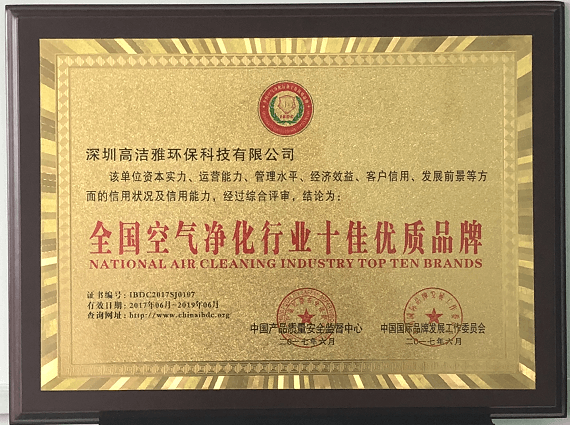 深圳高洁雅环保科技有限公司
该单位资本实力、运营能力、管理水平、经济效益、客户信用、发展前景等方
面的信用状况及信用能力，经过综合评审，结论为：
全国空气净化行业十佳优质品牌
NATIONAL AIR CLEANING INDUSTRY TOP TEN BRANDS
证书编号：IBDC2017SJ0107
有效日期：2017年06月-2019年06月
查询网址：http://www.chinaibdc.org
中国产品质量安全监督中心
二〇一七年六月
中国国际品牌发展工作委员会
二〇一七年六月